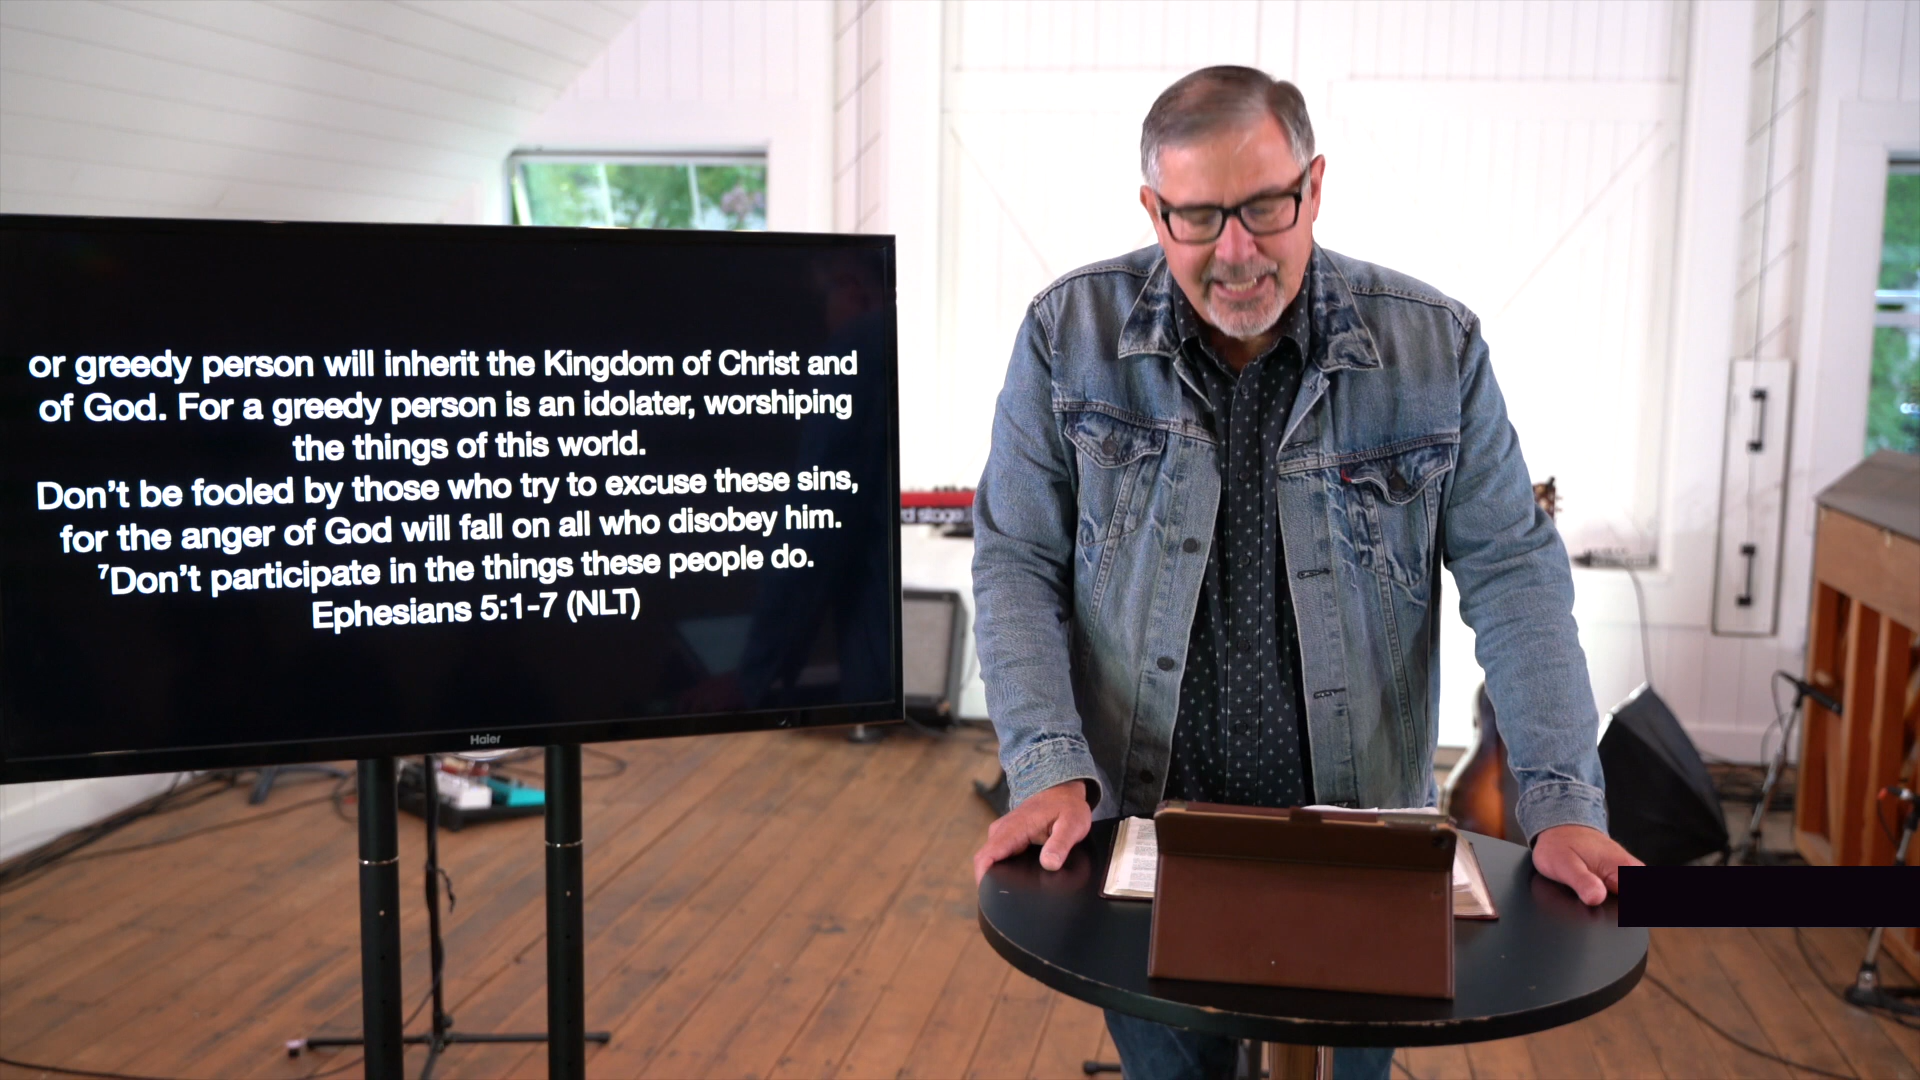 or greedy person will inherit the Kingdom of Christ and
of God. For a greedy person is an idolater, worshiping
the things of this world.
Don’t be fooled by those who try to excuse these sins,
for the anger of God will fall on all who disobey him.
⁷Don’t participate in the things these people do.
Ephesians 5:1-7 (NLT)
Haier
stage